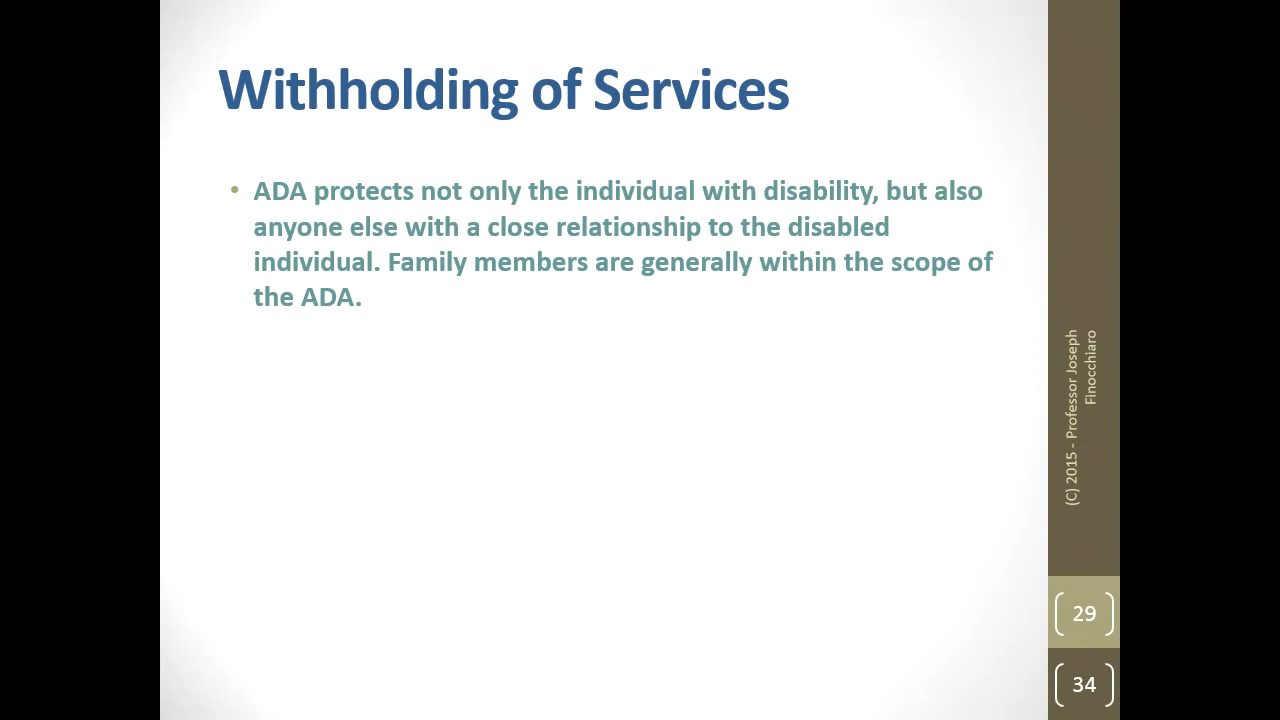 Withholding of Services
• ADA protects not only the individual with disability, but also
anyone else with a close relationship to the disabled
individual. Family members are generally within the scope of
the ADA.
(C) 2015 - Professor Joseph
Finocchiaro
29
34